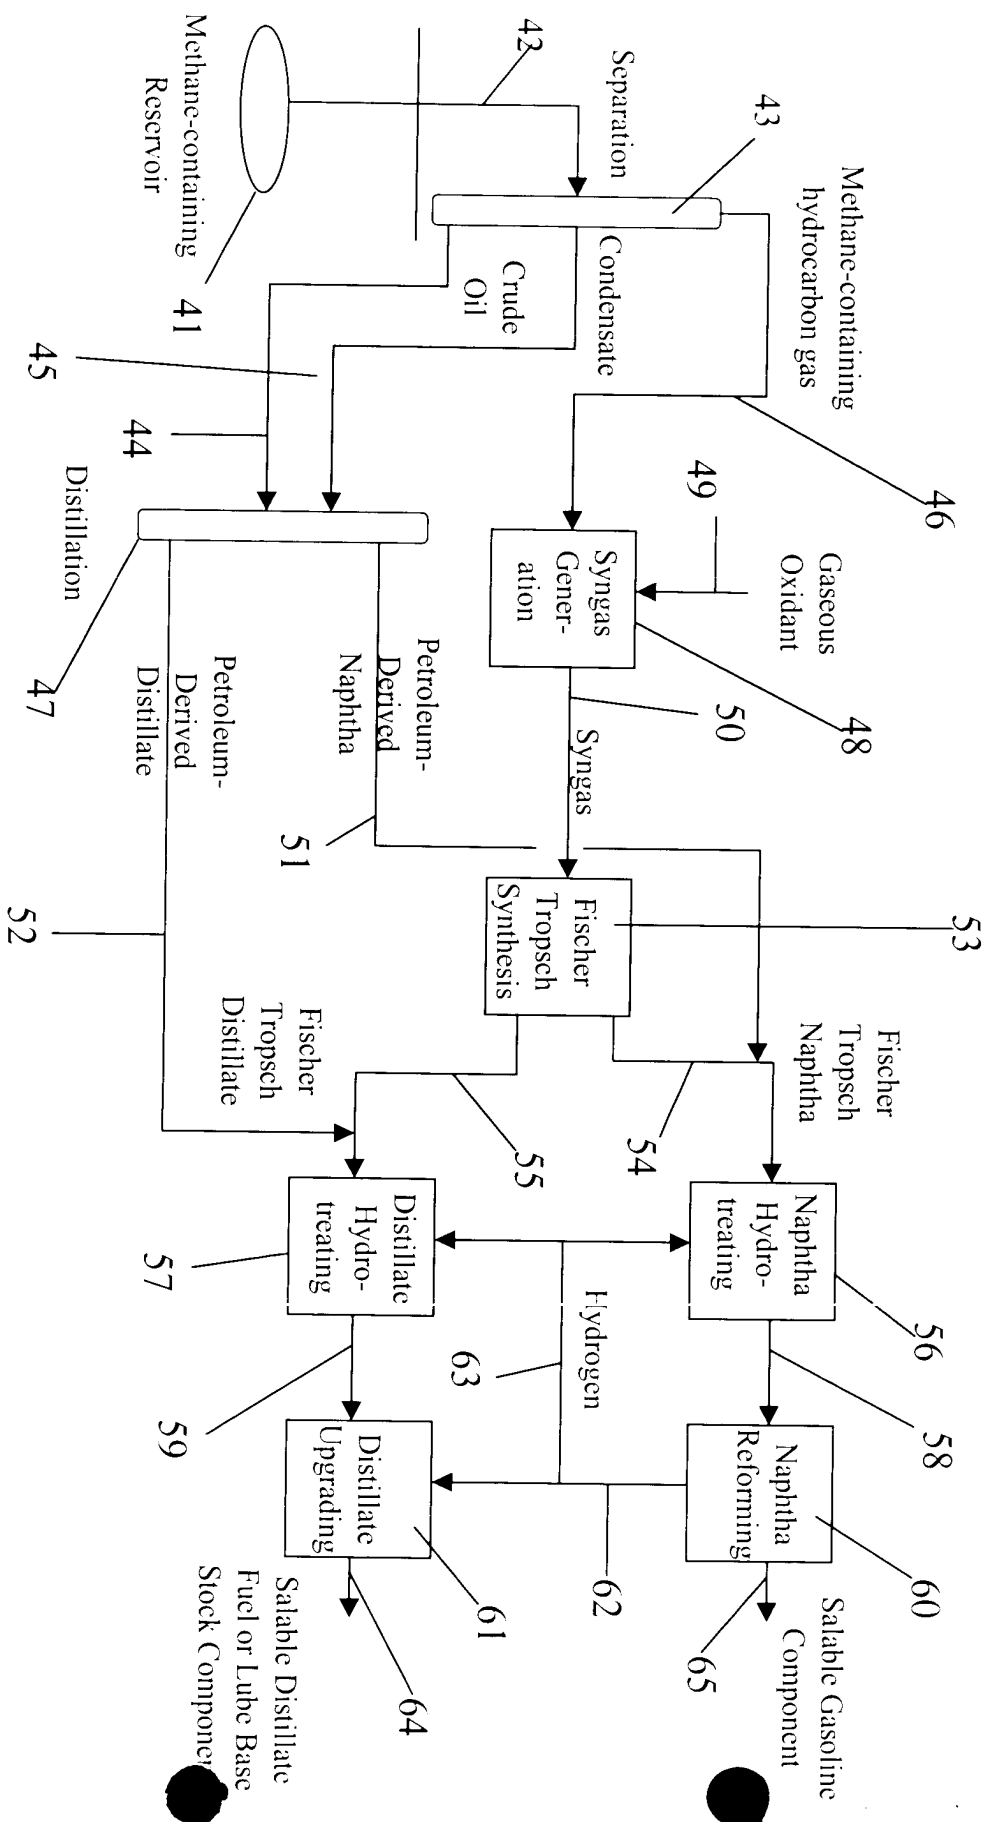 42
Separation
43
Methane-containing
hydrocarbon gas
Methane-containing
Reservoir
41
Condensate
Crude
Oil
45
44
46
49
Gaseous
Oxidant
Syngas
Gener-
ation
48
50
Syngas
Distillation
47
Petroleum-
Derived
Naphtha
51
Petroleum-
Derived
Distillate
52
Fischer
Tropsch
Synthesis
53
Fischer
Tropsch
Naphtha
54
Fischer
Tropsch
Distillate
55
Naphtha
Hydro-
treating
56
Distillate
Hydro-
treating
57
Hydrogen
63
58
59
Naphtha
Reforming
60
Distillate
Upgrading
61
62
65
64
Salable Gasoline
Component
Salable Distillate
Fuel or Lube Base
Stock